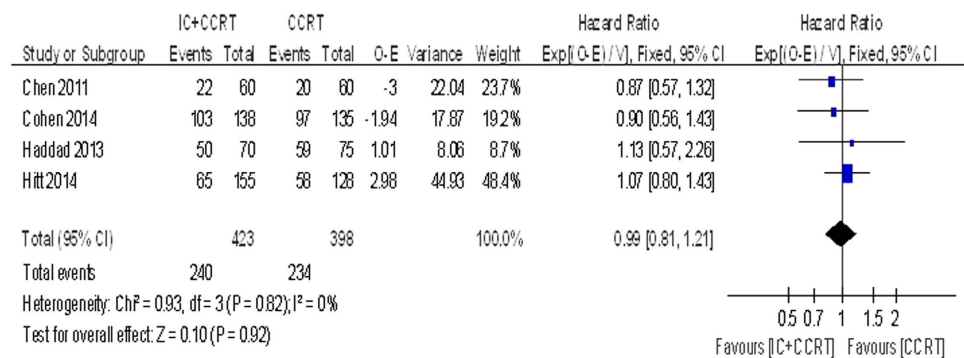 IC+CCRT CCRT Hazard Ratio Hazard Ratio
Study or Subgroup Events Total Events Total O-E Variance Weight Exp[(O-E) / V], Fixed, 95% CI Exp[(O-E) / V], Fixed, 95% CI
Chen 2011 22 60 20 60 -3 22.04 23.7% 0.87 [0.57, 1.32]
Cohen 2014 103 138 97 135 -1.94 17.87 19.2% 0.90 [0.56, 1.43]
Haddad 2013 50 70 59 75 1.01 8.06 8.7% 1.13 [0.57, 2.26]
Hitt 2014 65 155 58 128 2.98 44.93 48.4% 1.07 [0.80, 1.43]
Total (95% CI) 423 398 100.0% 0.99 [0.81, 1.21]
Total events 240 234
Heterogeneity: Chi² = 0.93, df = 3 (P = 0.82); I² = 0%
Test for overall effect: Z = 0.10 (P = 0.92)
0.5 0.7 1 1.5 2
Favours [IC+CCRT] Favours [CCRT]